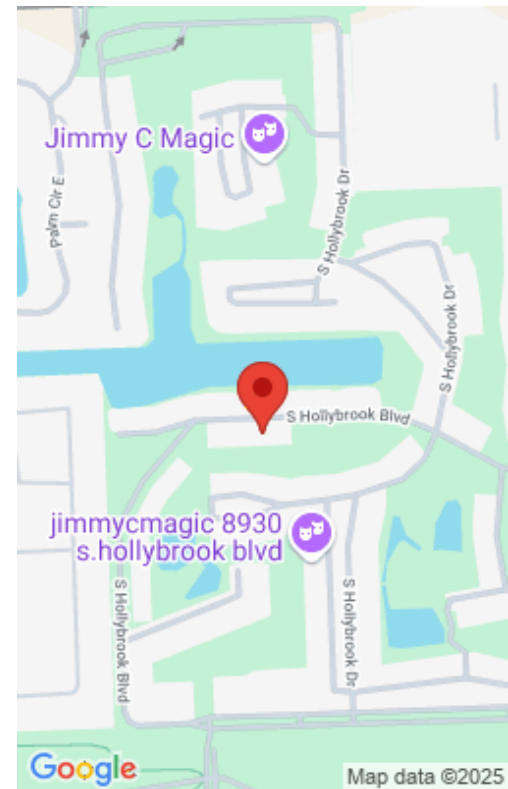 Jimmy C Magic
Palm Cir E
S Hollybrook Dr
S Hollybrook Dr
S Hollybrook Blvd
jimmycmagic 8930
s.hollybrook blvd
S Hollybrook Blvd
S Hollybrook Dr
Google
Map data ©2025